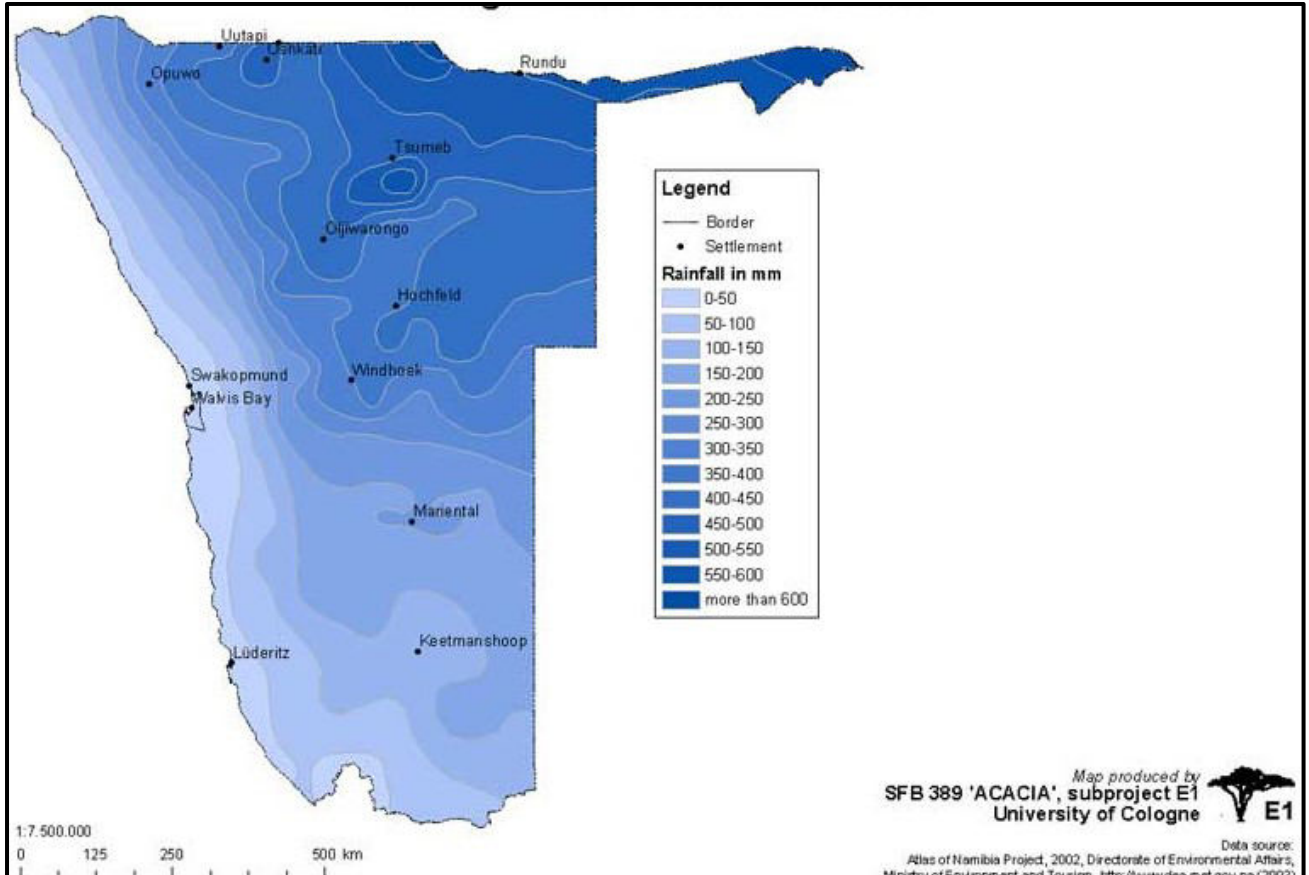 Uutapi
Opuwo
Rundu
Tsumeb
Otjiwarongo
Hochfeld
Windhoek
Swakopmund
Walvis Bay
Mariental
Keetmanshoop
Lüderitz
Legend
Border
Settlement
Rainfall in mm
0-50
50-100
100-150
150-200
200-250
250-300
300-350
350-400
400-450
450-500
500-550
550-600
more than 600
1:7.500.000
0 125 250 500 km
Map produced by
SFB 389 'ACACIA', subproject E1
University of Cologne
E1
Data source:
Atlas of Namibia Project, 2002, Directorate of Environmental Affairs,